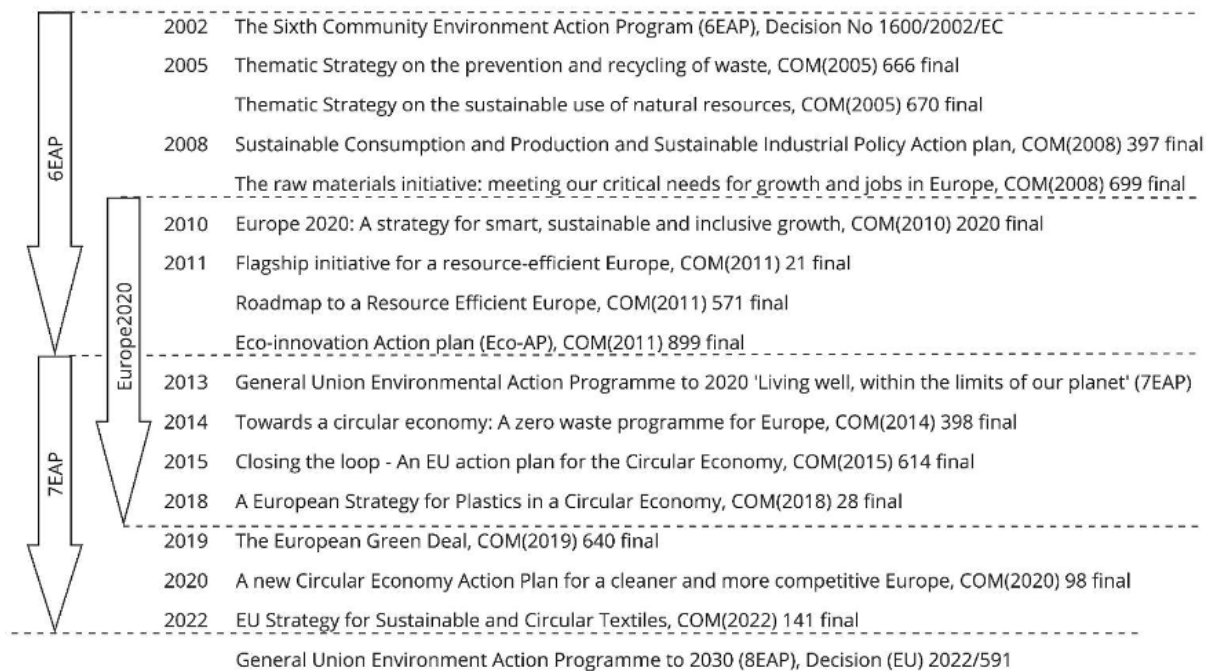 2002 The Sixth Community Environment Action Program (6EAP), Decision No 1600/2002/EC
2005 Thematic Strategy on the prevention and recycling of waste, COM(2005) 666 final
Thematic Strategy on the sustainable use of natural resources, COM(2005) 670 final
2008 Sustainable Consumption and Production and Sustainable Industrial Policy Action plan, COM(2008) 397 final
The raw materials initiative: meeting our critical needs for growth and jobs in Europe, COM(2008) 699 final
6EAP
2010 Europe 2020: A strategy for smart, sustainable and inclusive growth, COM(2010) 2020 final
2011 Flagship initiative for a resource-efficient Europe, COM(2011) 21 final
Roadmap to a Resource Efficient Europe, COM(2011) 571 final
Eco-innovation Action plan (Eco-AP), COM(2011) 899 final
Europe2020
2013 General Union Environmental Action Programme to 2020 'Living well, within the limits of our planet' (7EAP)
2014 Towards a circular economy: A zero waste programme for Europe, COM(2014) 398 final
2015 Closing the loop - An EU action plan for the Circular Economy, COM(2015) 614 final
7EAP
2018 A European Strategy for Plastics in a Circular Economy, COM(2018) 28 final
2019 The European Green Deal, COM(2019) 640 final
2020 A new Circular Economy Action Plan for a cleaner and more competitive Europe, COM(2020) 98 final
2022 EU Strategy for Sustainable and Circular Textiles, COM(2022) 141 final
General Union Environment Action Programme to 2030 (8EAP), Decision (EU) 2022/591